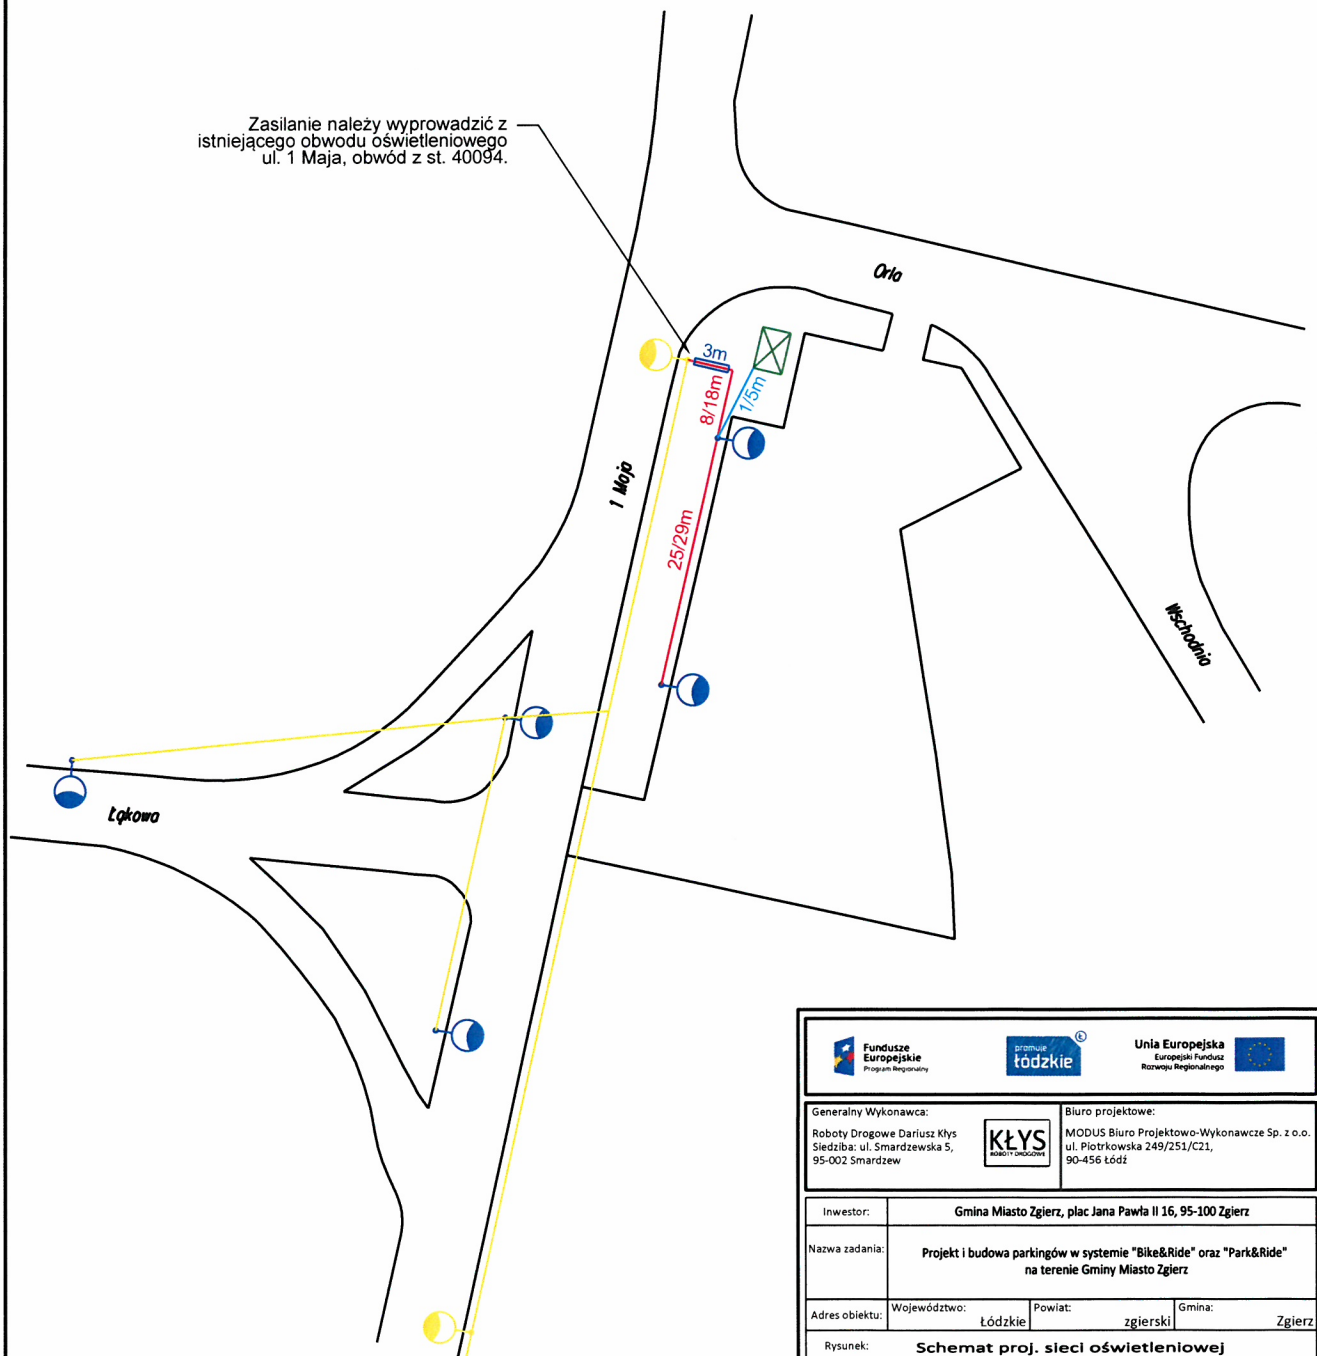 Zasilanie należy wyprowadzić z
istniejącego obwodu oświetleniowego
ul. 1 Maja, obwód z st. 40094.
Orla
3m
8/18m
1/5m
1 Maja
25/29m
Wschodnia
Łąkowa
Fundusze
Europejskie
Program Regionalny
promuje
łódzkie
Unia Europejska
Europejski Fundusz
Rozwoju Regionalnego
Generalny Wykonawca:
Roboty Drogowe Dariusz Kłys
Siedziba: ul. Smardzewska 5,
95-002 Smardzew
KŁYS
ROBOTY DROGOWE
Biuro projektowe:
MODUS Biuro Projektowo-Wykonawcze Sp. z o.o.
ul. Piotrkowska 249/251/C21,
90-456 Łódź
Inwestor:
Gmina Miasto Zgierz, plac Jana Pawła II 16, 95-100 Zgierz
Nazwa zadania:
Projekt i budowa parkingów w systemie "Bike&Ride" oraz "Park&Ride"
na terenie Gminy Miasto Zgierz
Adres obiektu:
Województwo:
Łódzkie
Powiat:
zgierski
Gmina:
Zgierz
Rysunek:
Schemat proj. sieci oświetleniowej